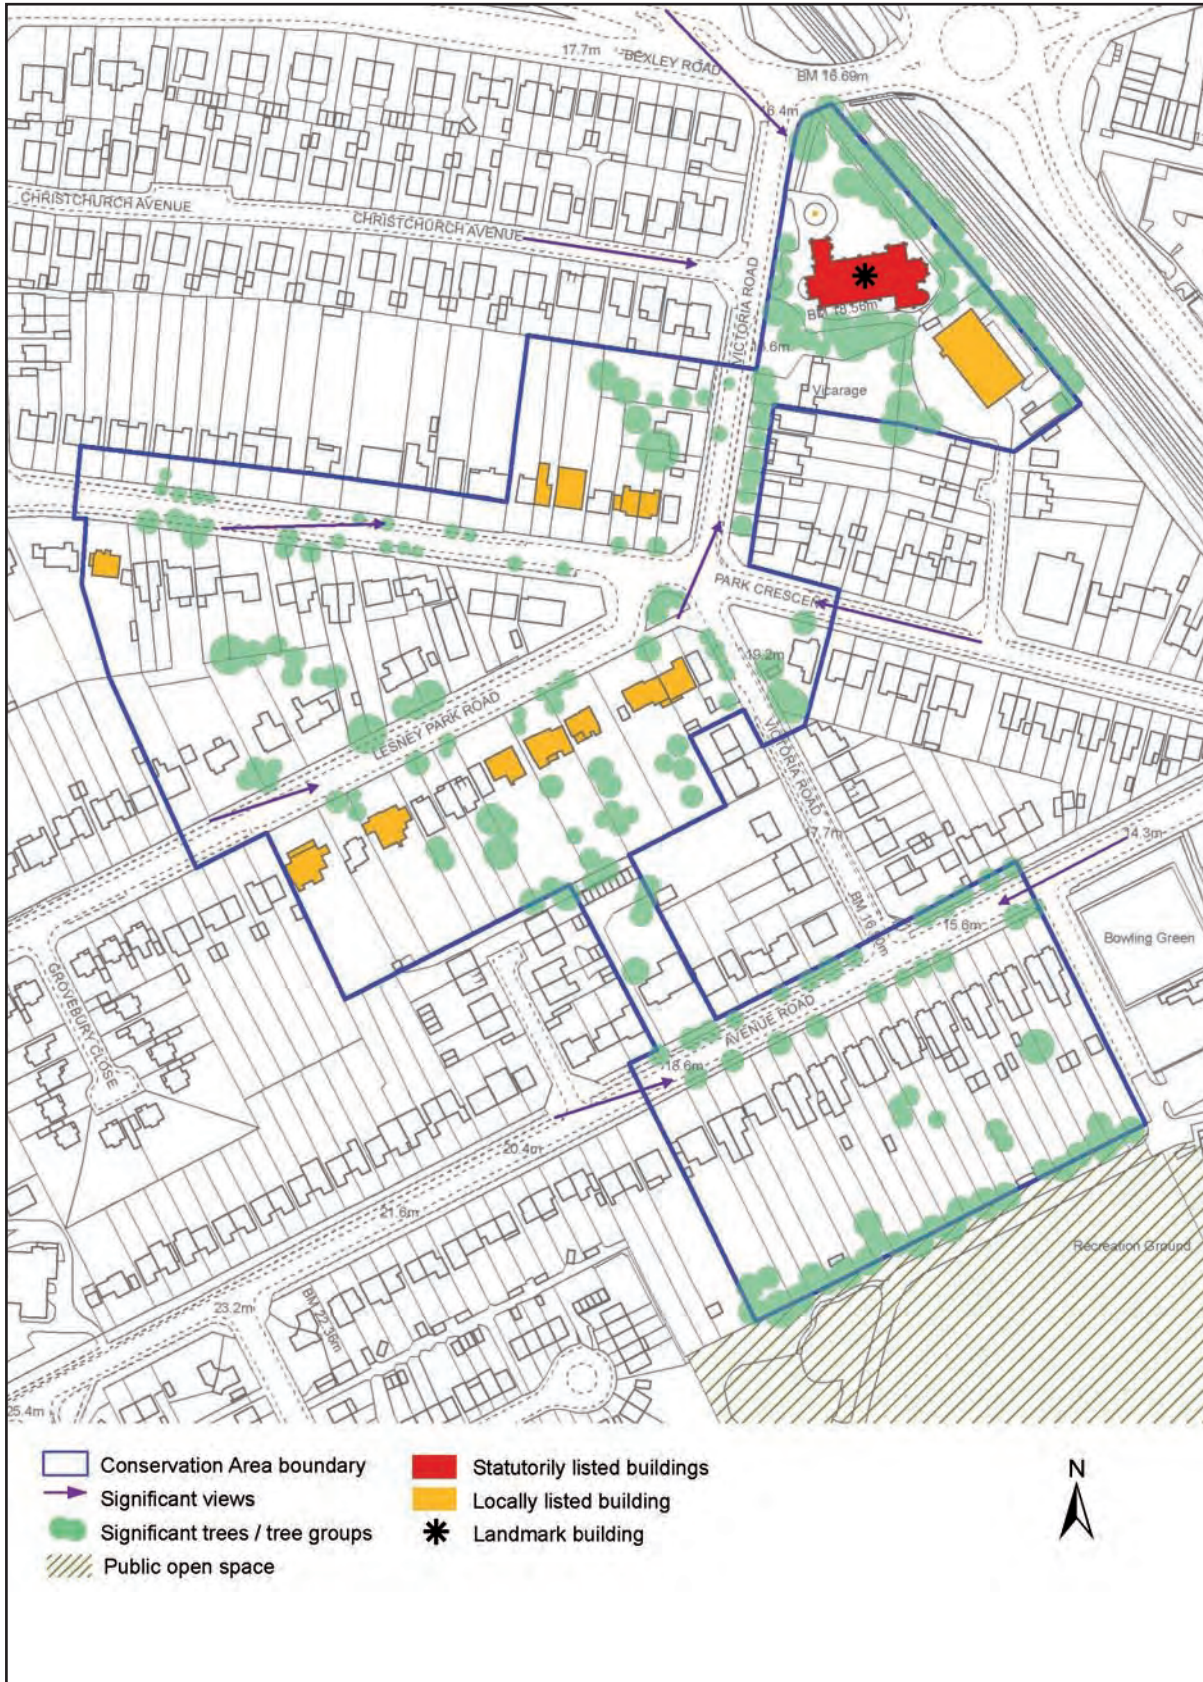 17.7m
BEXLEY ROAD
BM 16.69m
16.4m
CHRISTCHURCH AVENUE
CHRISTCHURCH AVENUE
VICTORIA ROAD
BM 18.56m
Vicarage
PARK CRESCENT
19.2m
LESNEY PARK ROAD
VICTORIA ROAD
17.7m
14.3m
15.6m
Bowling Green
GROVEBURY CLOSE
AVENUE ROAD
18.6m
20.4m
21.6m
Recreation Ground
23.2m
BM 22.36m
25.4m
Conservation Area boundary
Significant views
Significant trees / tree groups
Public open space
Statutorily listed buildings
Locally listed building
Landmark building
N